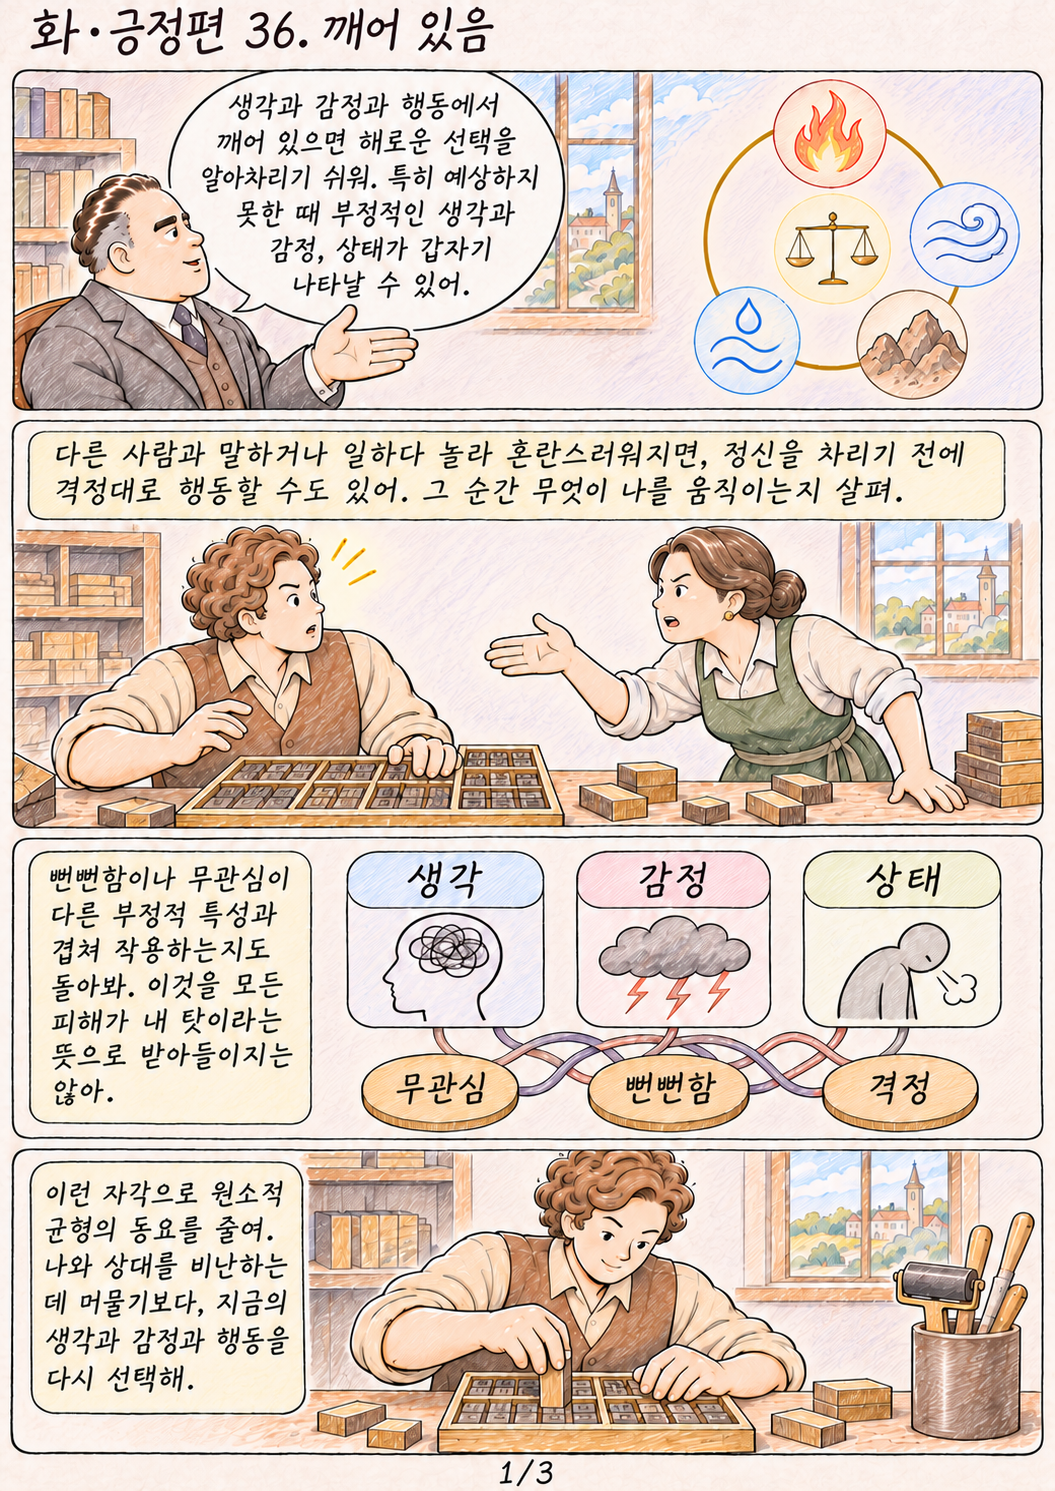 화·긍정편 36. 깨어 있음
생각과 감정과 행동에서
깨어 있으면 해로운 선택을
알아차리기 쉬워. 특히 예상하지
못한 때 부정적인 생각과
감정, 상태가 갑자기
나타날 수 있어.
다른 사람과 말하거나 일하다 놀라 혼란스러워지면, 정신을 차리기 전에
격정대로 행동할 수도 있어. 그 순간 무엇이 나를 움직이는지 살펴.
뻔뻔함이나 무관심이
다른 부정적 특성과
겹쳐 작용하는지도
돌아봐. 이것을 모든
피해가 내 탓이라는
뜻으로 받아들이지는
않아.
생각
감정
상태
무관심
뻔뻔함
격정
이런 자각으로 원소적
균형의 동요를 줄여.
나와 상대를 비난하는
데 머물기보다, 지금의
생각과 감정과 행동을
다시 선택해.
1/3